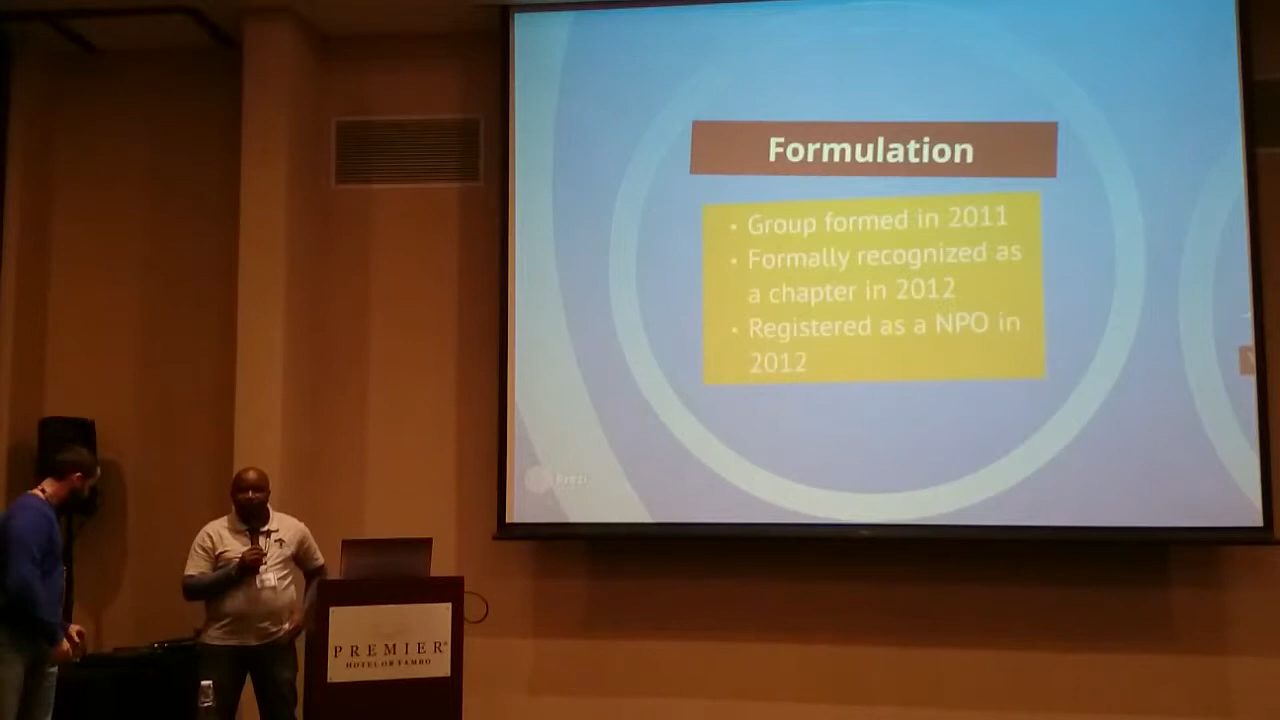 Formulation
• Group formed in 2011
• Formally recognized as
a chapter in 2012
• Registered as a NPO in
2012
Prezi
PREMIER
HOTEL OR TAMBO